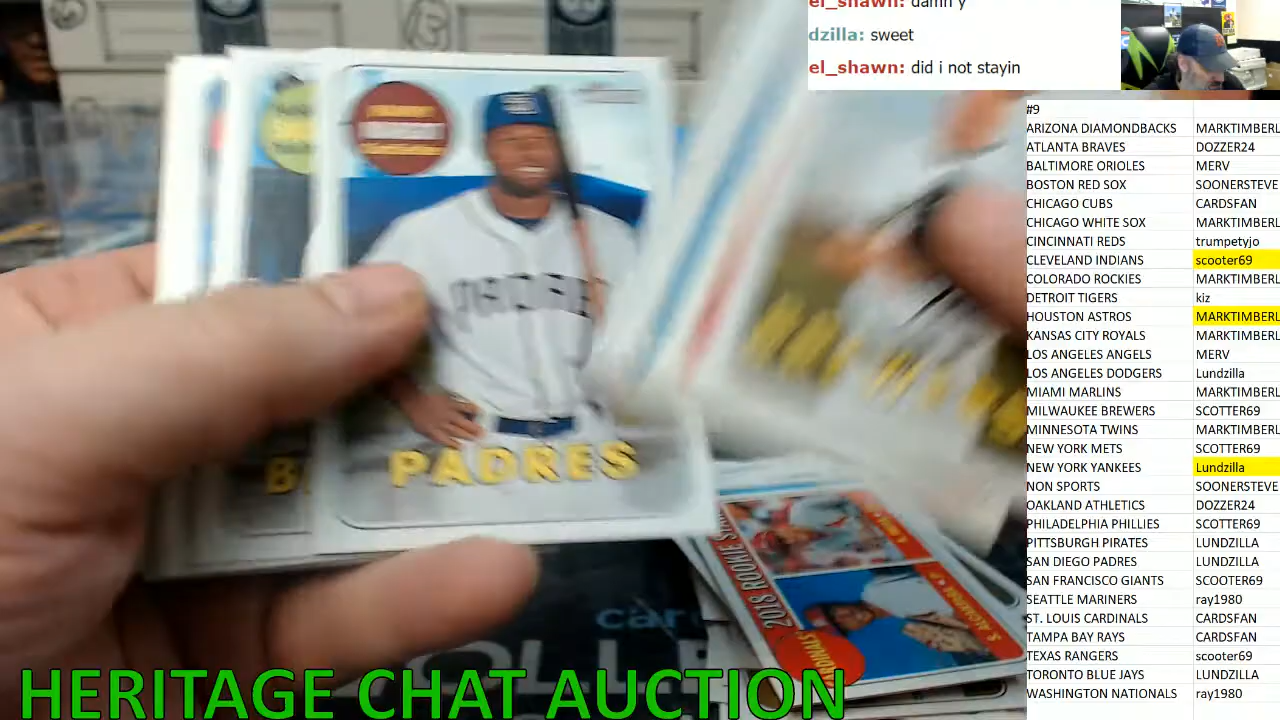 el_shawn: damn y
dzilla: sweet
el_shawn: did i not stayin
#9
ARIZONA DIAMONDBACKS MARKTIMBERL
ATLANTA BRAVES DOZZER24
BALTIMORE ORIOLES MERV
BOSTON RED SOX SOONERSTEVE
CHICAGO CUBS CARDSFAN
CHICAGO WHITE SOX MARKTIMBERL
CINCINNATI REDS trumpetyjo
CLEVELAND INDIANS scooter69
COLORADO ROCKIES MARKTIMBERL
DETROIT TIGERS kiz
HOUSTON ASTROS MARKTIMBERL
KANSAS CITY ROYALS MARKTIMBERL
LOS ANGELES ANGELS MERV
LOS ANGELES DODGERS Lundzilla
MIAMI MARLINS MARKTIMBERL
MILWAUKEE BREWERS SCOTTER69
MINNESOTA TWINS MARKTIMBERL
NEW YORK METS SCOTTER69
NEW YORK YANKEES Lundzilla
NON SPORTS SOONERSTEVE
OAKLAND ATHLETICS DOZZER24
PHILADELPHIA PHILLIES SCOTTER69
PITTSBURGH PIRATES LUNDZILLA
SAN DIEGO PADRES LUNDZILLA
SAN FRANCISCO GIANTS SCOOTER69
SEATTLE MARINERS ray1980
ST. LOUIS CARDINALS CARDSFAN
TAMPA BAY RAYS CARDSFAN
TEXAS RANGERS scooter69
TORONTO BLUE JAYS LUNDZILLA
WASHINGTON NATIONALS ray1980
PADRES
PADRES
2018 ROOKIE STA
HERITAGE CHAT AUCTION